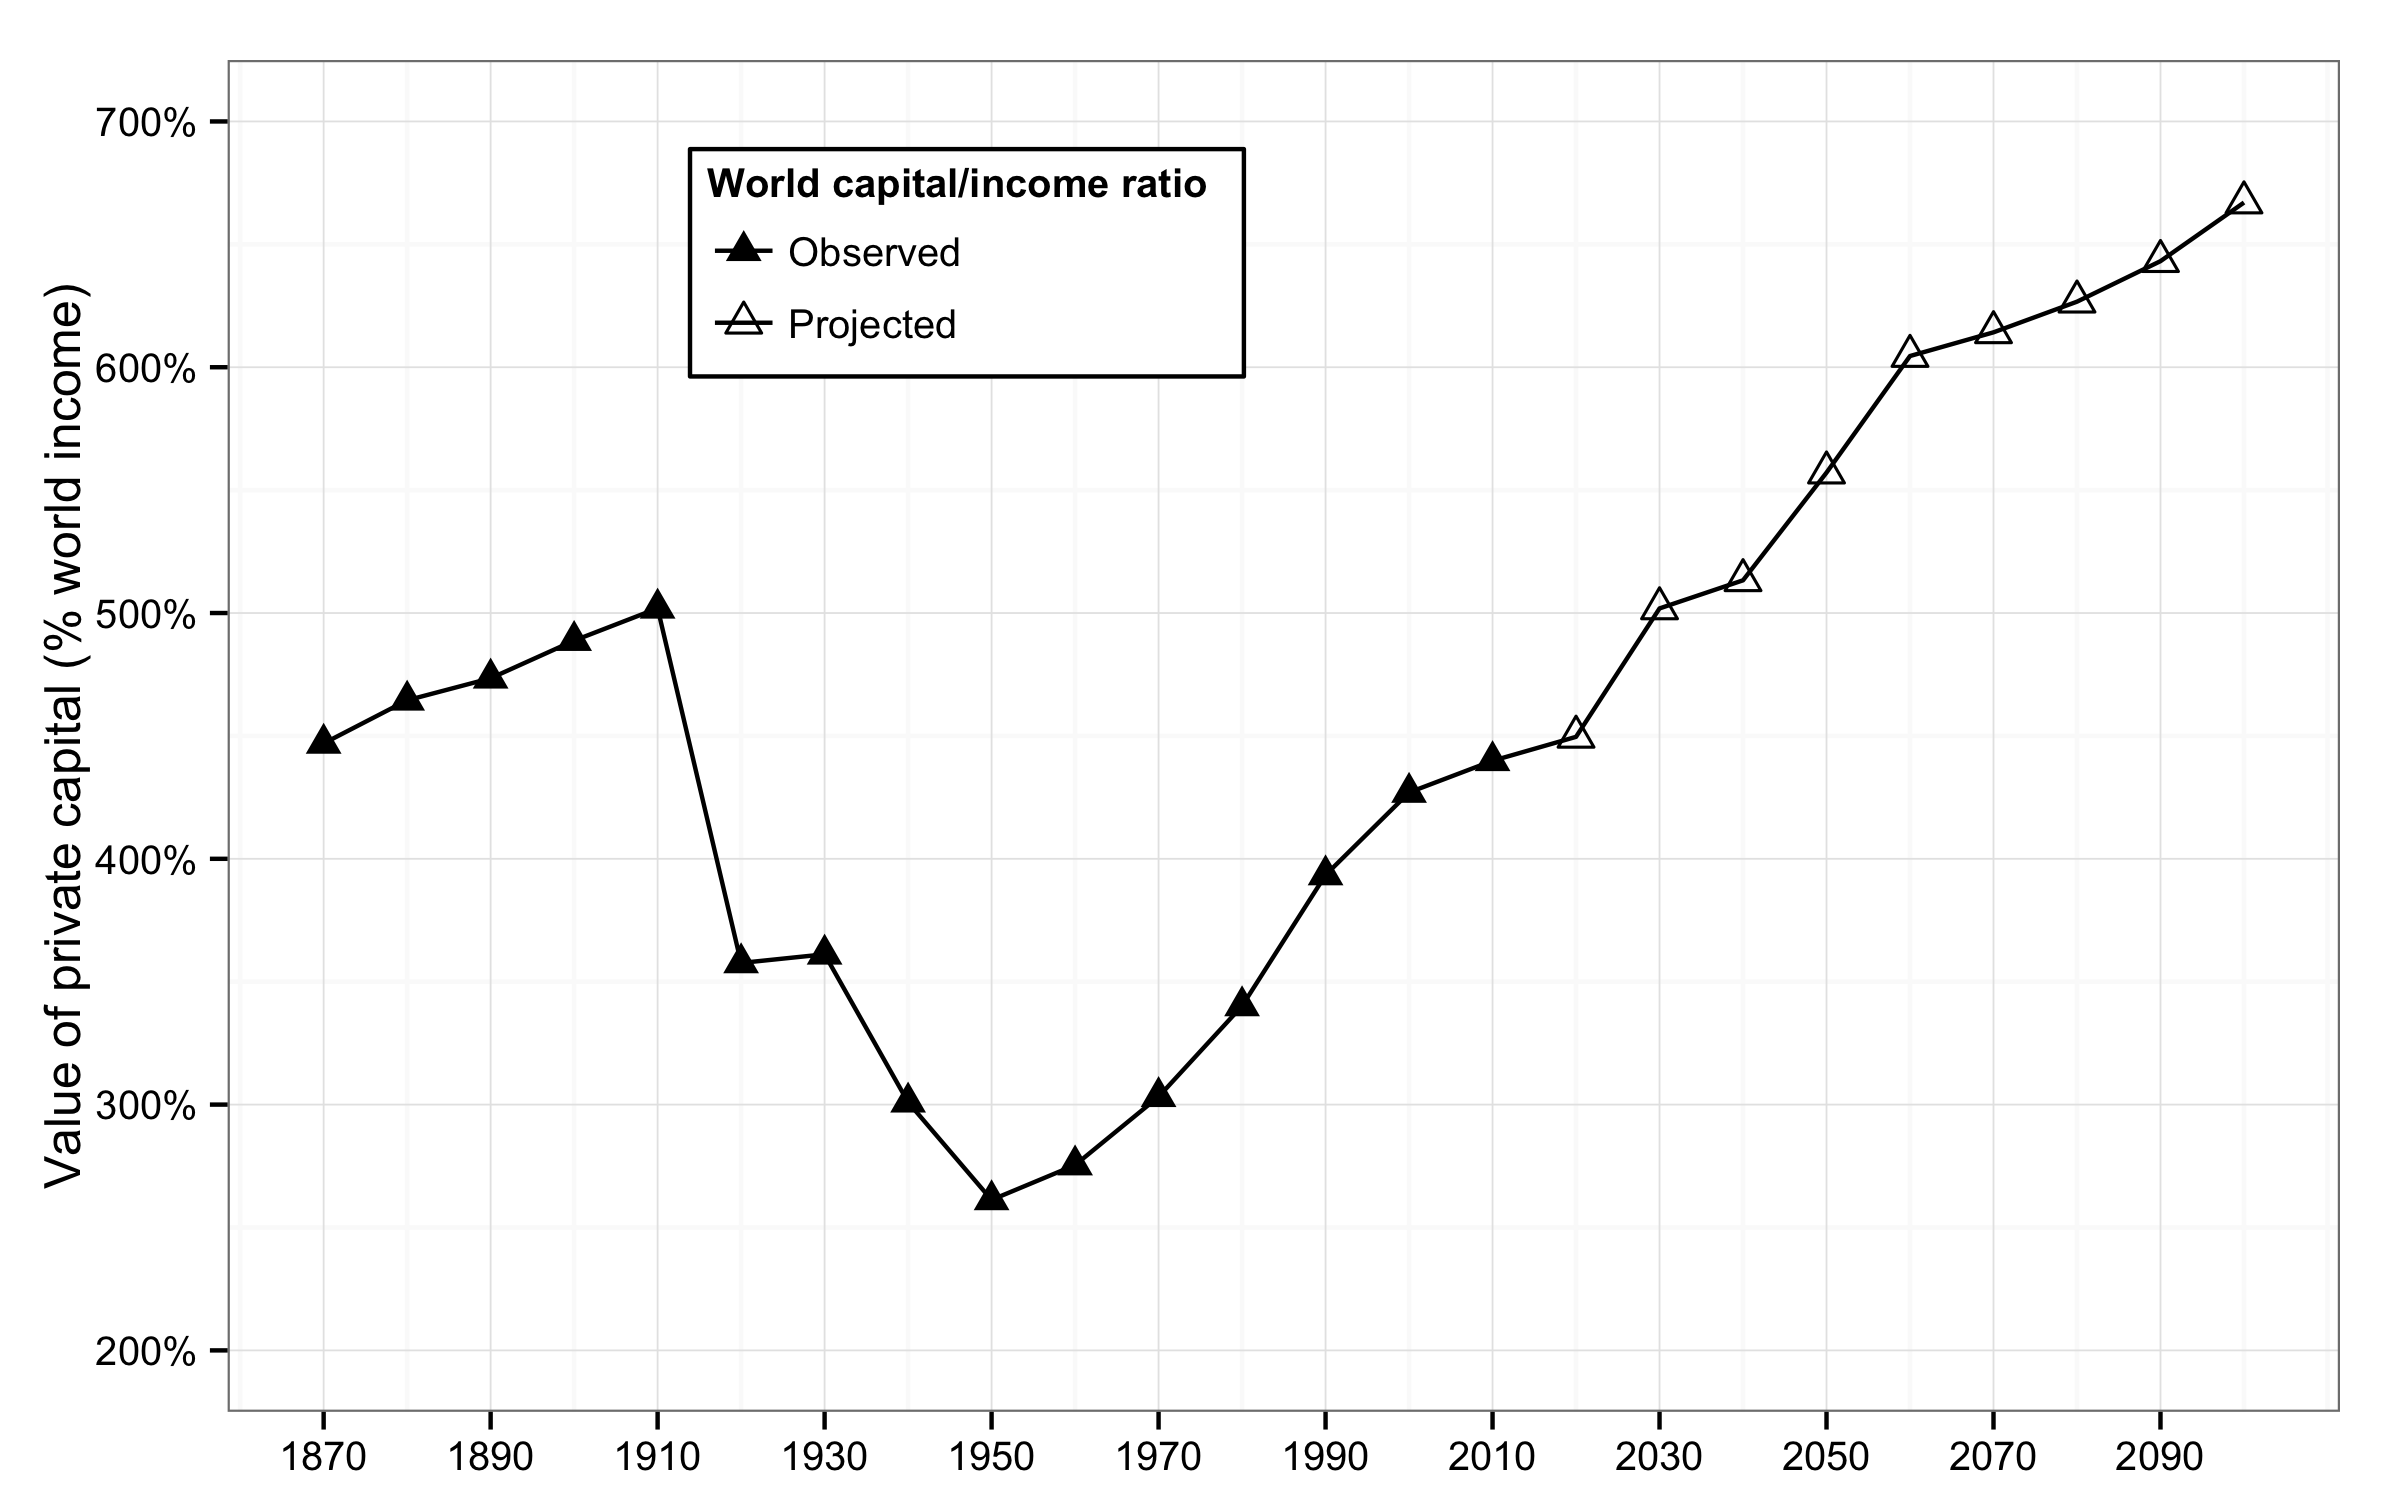 Value of private capital (% world income)
700%
600%
500%
400%
300%
200%
World capital/income ratio
Observed
Projected
1870 1890 1910 1930 1950 1970 1990 2010 2030 2050 2070 2090